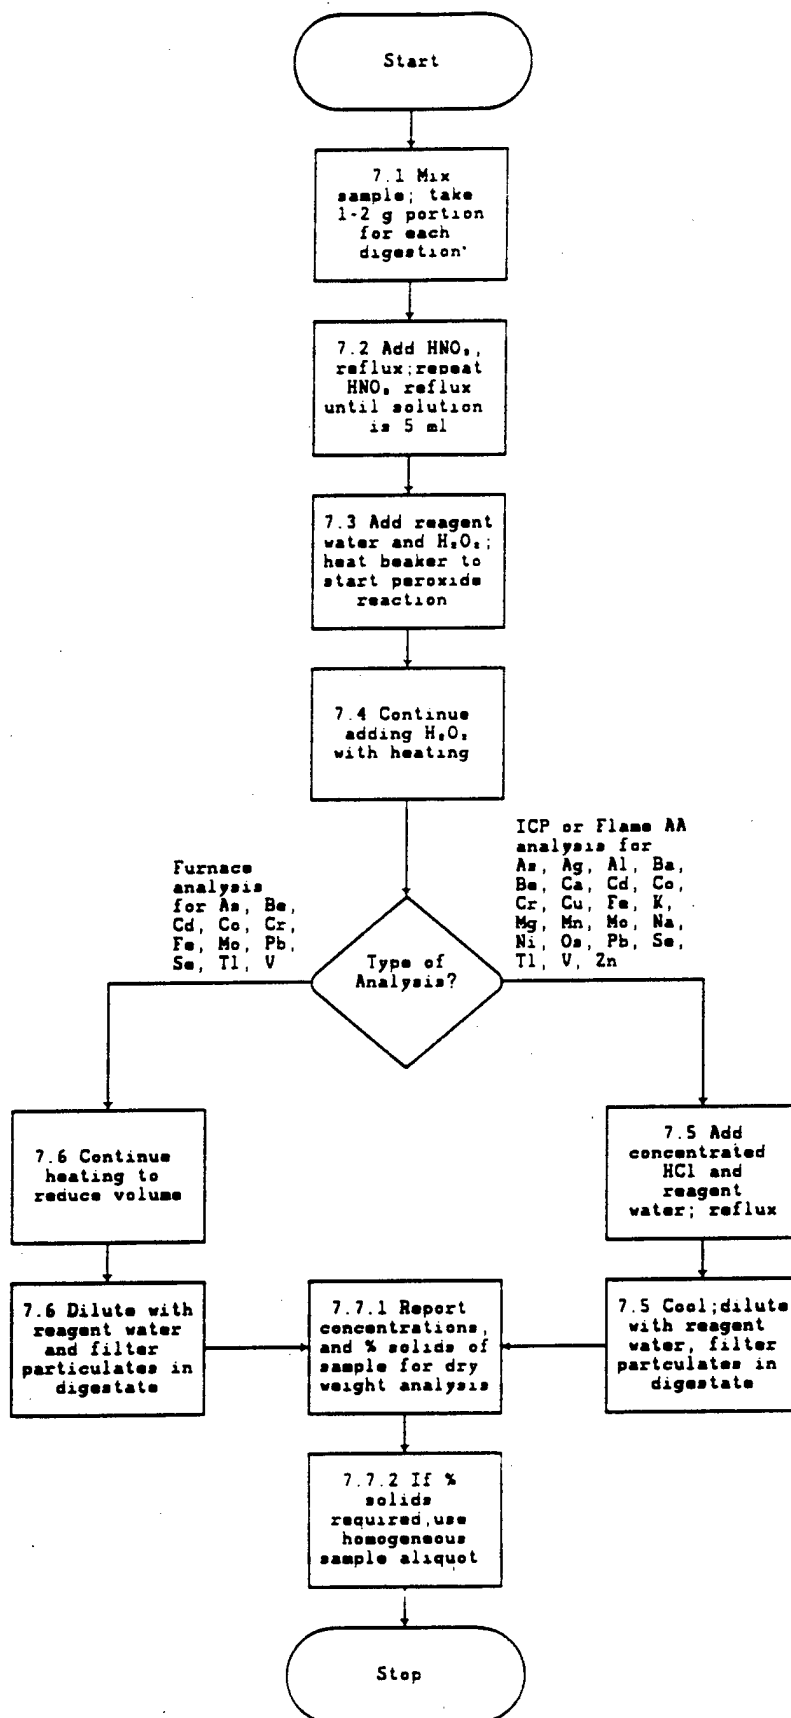 Start
7.1 Mix
sample; take
1-2 g portion
for each
digestion
7.2 Add HNO₃,
reflux;repeat
HNO₃ reflux
until solution
is 5 ml
7.3 Add reagent
water and H₂O₂;
heat beaker to
start peroxide
reaction
7.4 Continue
adding H₂O₂
with heating
Type of
Analysis?
Furnace
analysis
for As, Be,
Cd, Co, Cr,
Fe, Mo, Pb,
Se, Tl, V
ICP or Flame AA
analysis for
As, Ag, Al, Ba,
Be, Ca, Cd, Co,
Cr, Cu, Fe, K,
Mg, Mn, Mo, Na,
Ni, Os, Pb, Se,
Tl, V, Zn
7.6 Continue
heating to
reduce volume
7.5 Add
concentrated
HCl and
reagent
water; reflux
7.6 Dilute with
reagent water
and filter
particulates in
digestate
7.7.1 Report
concentrations,
and % solids of
sample for dry
weight analysis
7.5 Cool;dilute
with reagent
water, filter
partculates in
digestate
7.7.2 If %
solids
required,use
homogeneous
sample aliquot
Stop